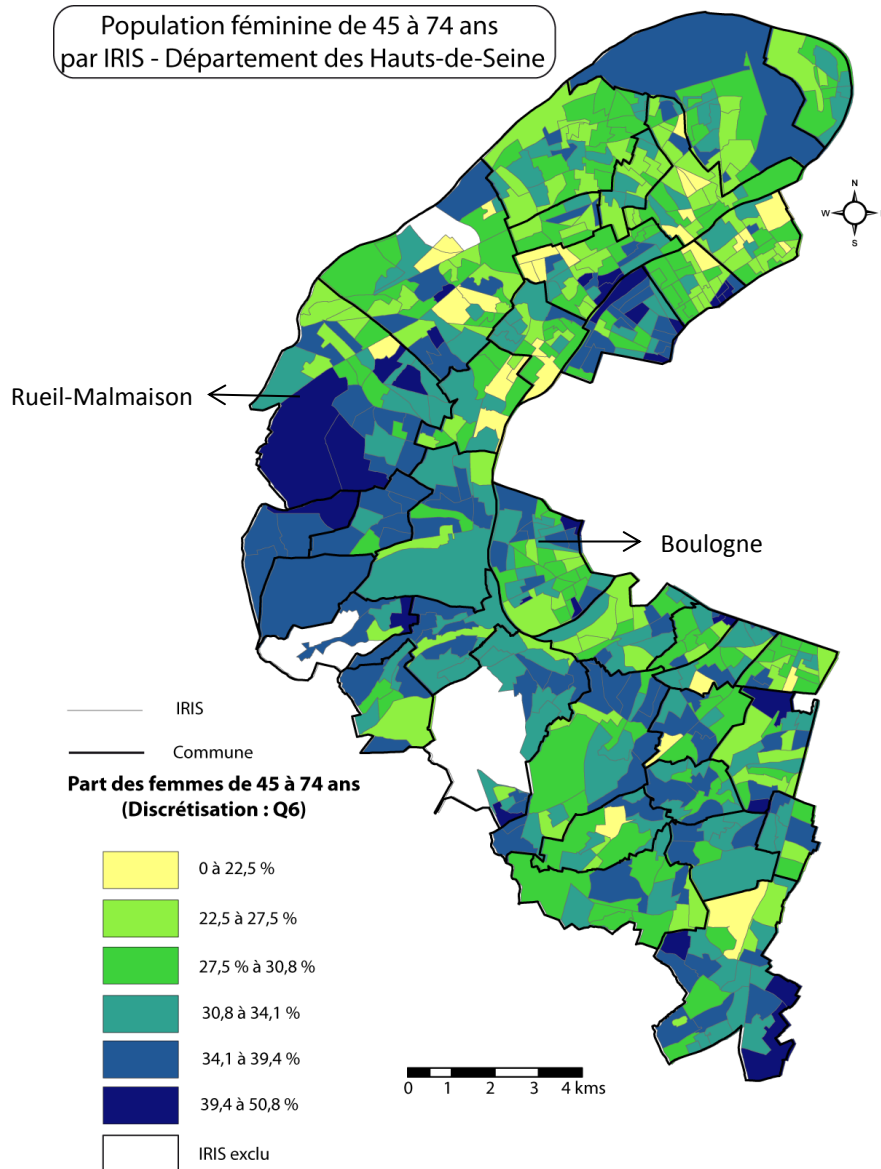 Population féminine de 45 à 74 ans
par IRIS - Département des Hauts-de-Seine
N
W
S
Rueil-Malmaison
Boulogne
IRIS
Commune
Part des femmes de 45 à 74 ans
(Discrétisation : Q6)
0 à 22,5 %
22,5 à 27,5 %
27,5 % à 30,8 %
30,8 à 34,1 %
34,1 à 39,4 %
39,4 à 50,8 %
IRIS exclu
0 1 2 3 4 kms